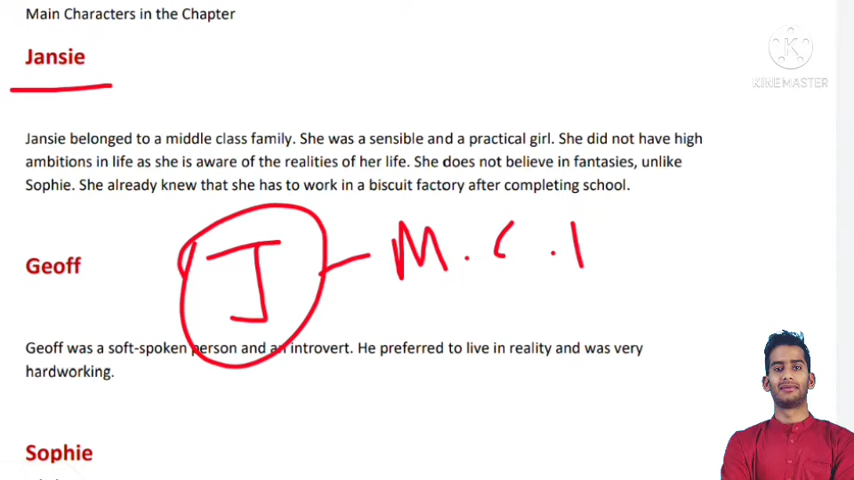 Main Characters in the Chapter
K
KINEMASTER
Jansie
Jansie belonged to a middle class family. She was a sensible and a practical girl. She did not have high
ambitions in life as she is aware of the realities of her life. She does not believe in fantasies, unlike
Sophie. She already knew that she has to work in a biscuit factory after completing school.
J - M. C. I
Geoff
Geoff was a soft-spoken person and an introvert. He preferred to live in reality and was very
hardworking.
Sophie